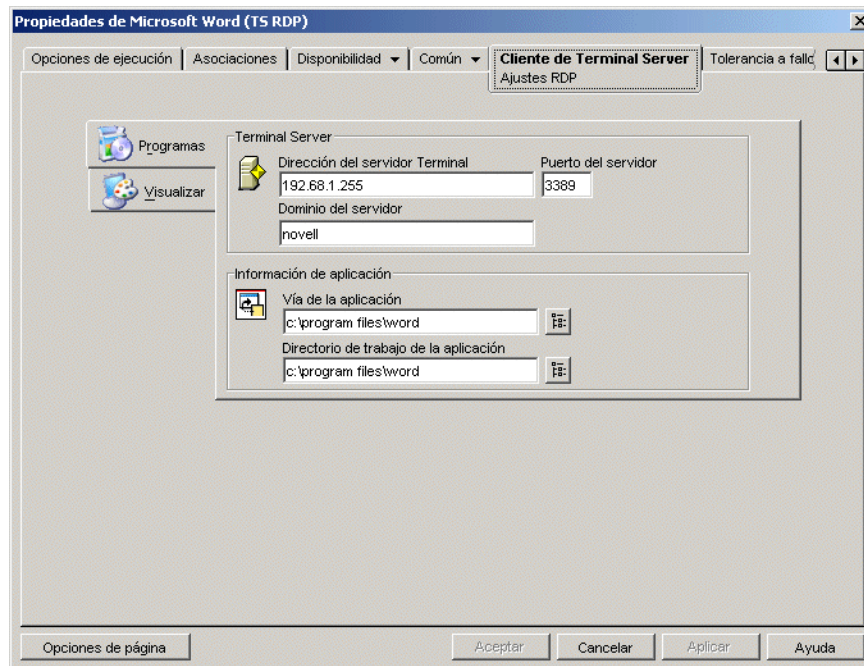 Propiedades de Microsoft Word (TS RDP)
Opciones de ejecución Asociaciones Disponibilidad Común Cliente de Terminal Server Tolerancia a fallo
Ajustes RDP
Programas
Visualizar
Terminal Server
Dirección del servidor Terminal Puerto del servidor
192.68.1.255 3389
Dominio del servidor
novell
Información de aplicación
Vía de la aplicación
c:\program files\word
Directorio de trabajo de la aplicación
c:\program files\word
Opciones de página Aceptar Cancelar Aplicar Ayuda